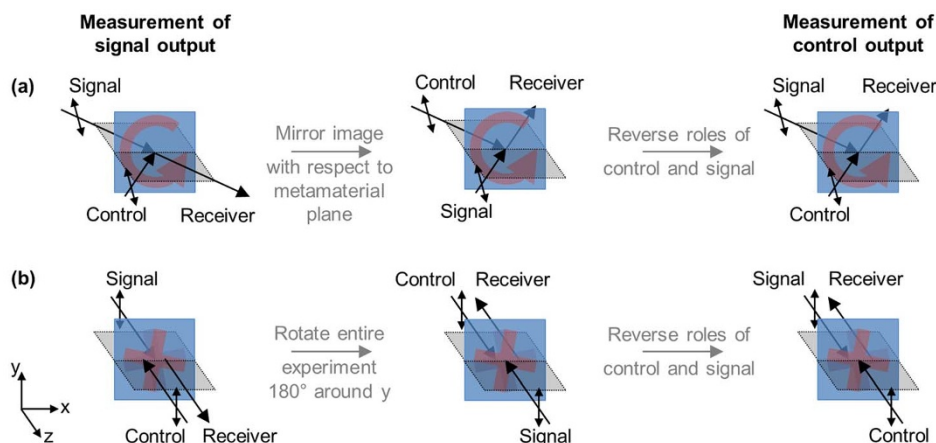 Measurement of
signal output
Measurement of
control output
(a)
Signal
Control
Receiver
Mirror image
with respect to
metamaterial
plane
Control
Receiver
Signal
Reverse roles of
control and signal
Signal
Receiver
Control
(b)
Signal
Control
Receiver
Rotate entire
experiment
180° around y
Control Receiver
Signal
Reverse roles of
control and signal
Signal Receiver
Control
y
x
z